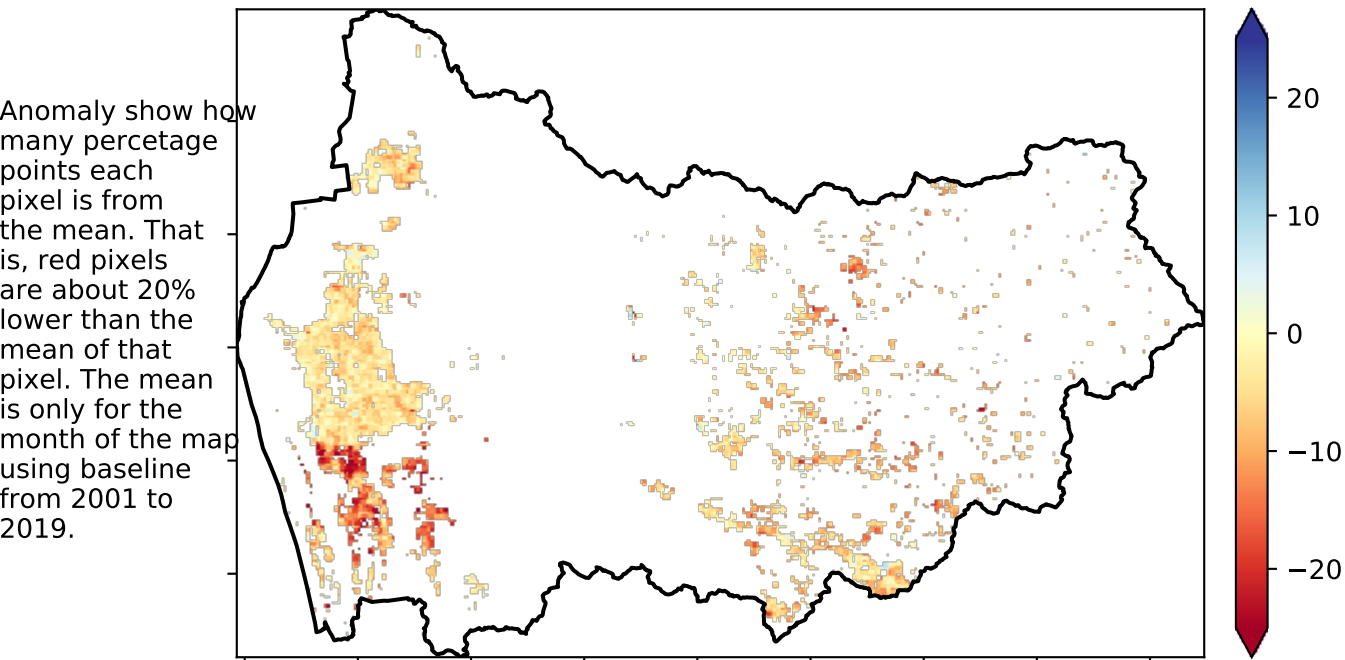 Anomaly show how
many percetage
points each
pixel is from
the mean. That
is, red pixels
are about 20%
lower than the
mean of that
pixel. The mean
is only for the
month of the map
using baseline
from 2001 to
2019.
20
10
0
−10
−20